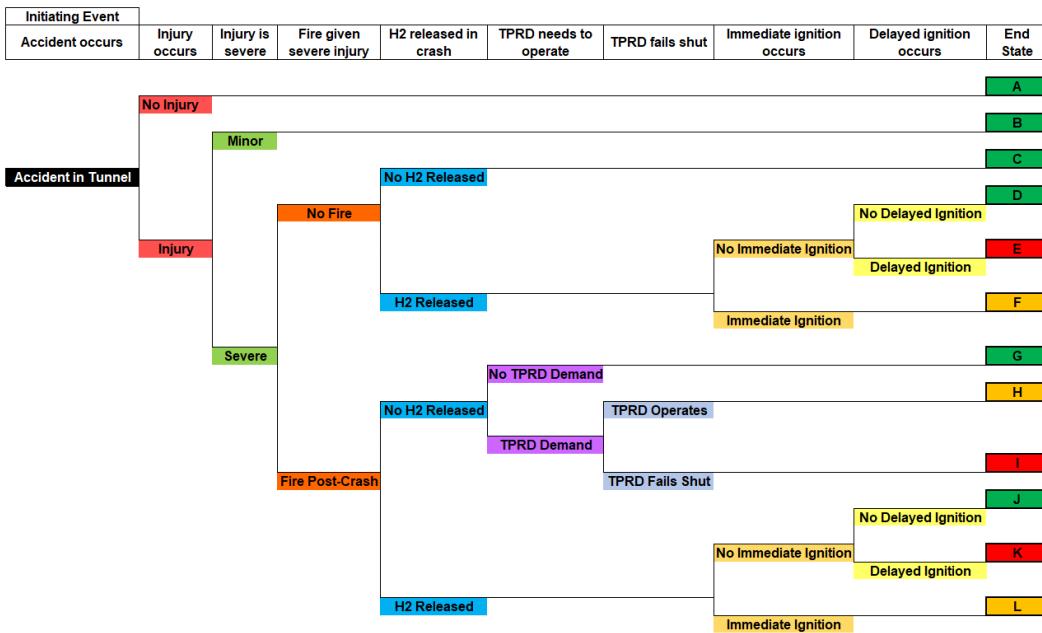 Initiating Event
Accident occurs
Injury occurs
Injury is severe
Fire given severe injury
H2 released in crash
TPRD needs to operate
TPRD fails shut
Immediate ignition occurs
Delayed ignition occurs
End State
A
No Injury
B
Minor
C
Accident in Tunnel
No H2 Released
D
No Fire
No Delayed Ignition
Injury
No Immediate Ignition
E
Delayed Ignition
H2 Released
F
Immediate Ignition
Severe
G
No TPRD Demand
H
No H2 Released
TPRD Operates
TPRD Demand
I
Fire Post-Crash
TPRD Fails Shut
J
No Delayed Ignition
No Immediate Ignition
K
Delayed Ignition
H2 Released
L
Immediate Ignition